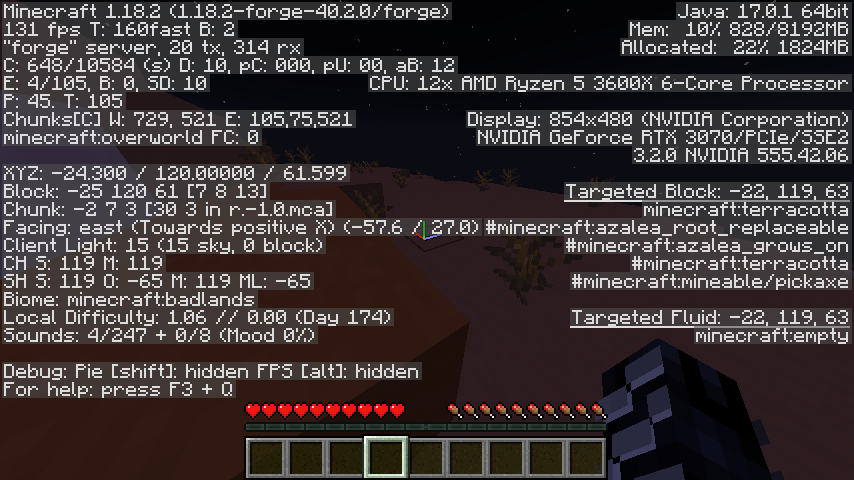 Minecraft 1.18.2 (1.18.2-forge-40.2.0/forge)
131 fps T: 160fast B: 2
"forge" server, 20 tx, 314 rx
C: 648/10584 (s) D: 10, pC: 000, pU: 00, aB: 12
E: 4/105, B: 0, SD: 10
P: 45. T: 105
Chunks[C] W: 729, 521 E: 105,75,521
minecraft:overworld FC: 0
XYZ: -24.300 / 120.00000 / 61.599
Block: -25 120 61 [7 8 13]
Chunk: -2 7 3 [30 3 in r.-1.0.mca]
Facing: east (Towards positive X) (-57.6 / 27.0)
Client Light: 15 (15 sky, 0 block)
CH S: 119 M: 119
SH S: 119 O: -65 M: 119 ML: -65
Biome: minecraft:badlands
Local Difficulty: 1.06 // 0.00 (Day 174)
Sounds: 4/247 + 0/8 (Mood 0%)
Debug: Pie [shift]: hidden FPS [alt]: hidden
For help: press F3 + Q
Java: 17.0.1 64bit
Mem: 10% 828/8192MB
Allocated: 22% 1824MB
CPU: 12x AMD Ryzen 5 3600X 6-Core Processor
Display: 854x480 (NVIDIA Corporation)
NVIDIA GeForce RTX 3070/PCIe/SSE2
3.2.0 NVIDIA 555.42.06
Targeted Block: -22, 119, 63
minecraft:terracotta
#minecraft:azalea_root_replaceable
#minecraft:azalea_grows_on
#minecraft:terracotta
#minecraft:mineable/pickaxe
Targeted Fluid: -22, 119, 63
minecraft:empty